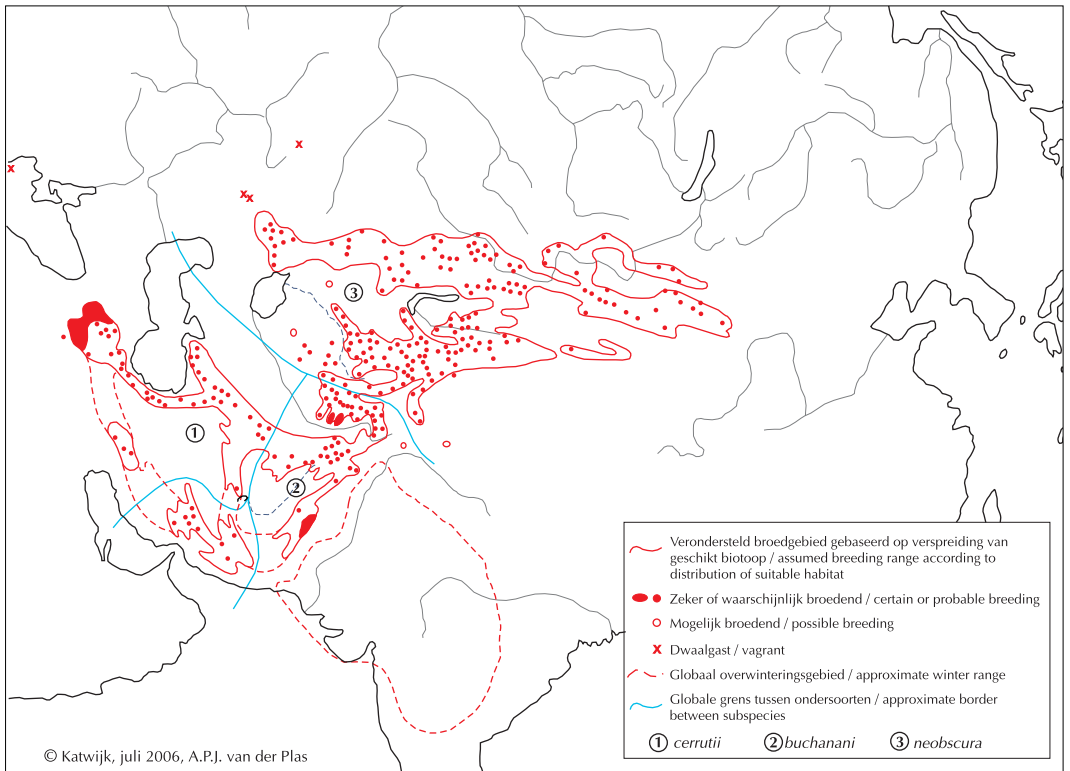 x
x
x
x
3
1
2
Verondersteld broedgebied gebaseerd op verspreiding van
geschikt biotoop / assumed breeding range according to
distribution of suitable habitat
Zeker of waarschijnlijk broedend / certain or probable breeding
Mogelijk broedend / possible breeding
x Dwaalgast / vagrant
Globaal overwinteringsgebied / approximate winter range
Globale grens tussen ondersoorten / approximate border
between subspecies
1 cerrutii 2 buchanani 3 neobscura
© Katwijk, juli 2006, A.P.J. van der Plas